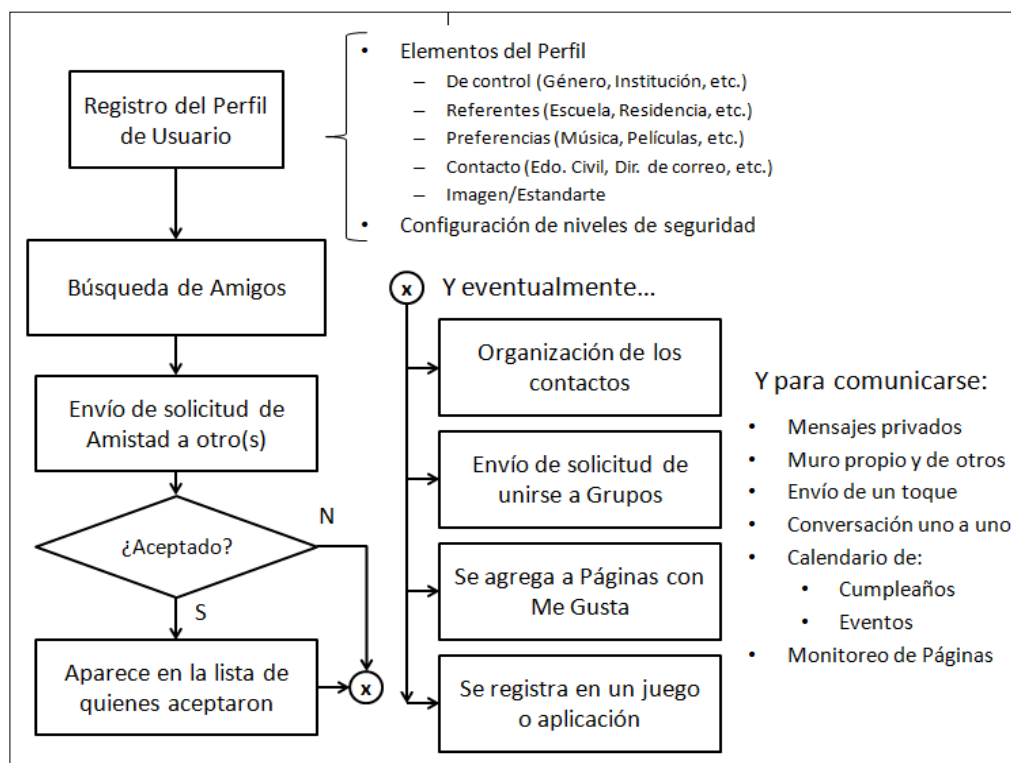 Registro del Perfil
de Usuario
• Elementos del Perfil
– De control (Género, Institución, etc.)
– Referentes (Escuela, Residencia, etc.)
– Preferencias (Música, Películas, etc.)
– Contacto (Edo. Civil, Dir. de correo, etc.)
– Imagen/Estandarte
• Configuración de niveles de seguridad
Búsqueda de Amigos
Envío de solicitud de
Amistad a otro(s)
¿Aceptado?
N
S
Aparece en la lista de
quienes aceptaron
x
x
Y eventualmente...
Organización de los
contactos
Envío de solicitud de
unirse a Grupos
Se agrega a Páginas con
Me Gusta
Se registra en un juego
o aplicación
Y para comunicarse:
• Mensajes privados
• Muro propio y de otros
• Envío de un toque
• Conversación uno a uno
• Calendario de:
• Cumpleaños
• Eventos
• Monitoreo de Páginas